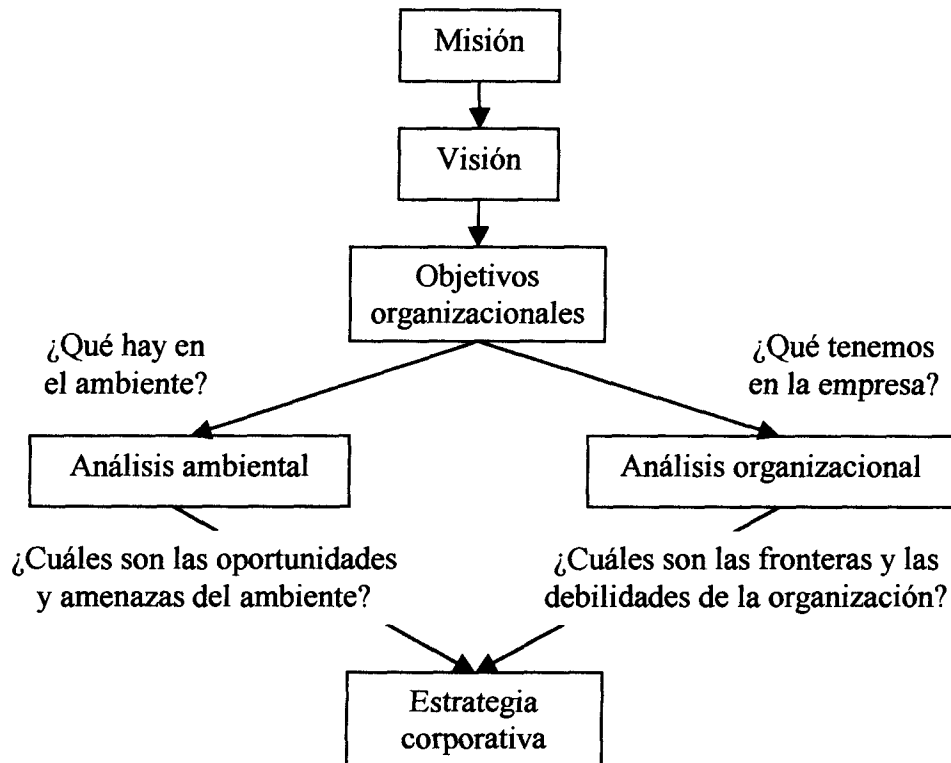 Misión
Visión
Objetivos
organizacionales
¿Qué hay en
el ambiente?
¿Qué tenemos
en la empresa?
Análisis ambiental
Análisis organizacional
¿Cuáles son las oportunidades
y amenazas del ambiente?
¿Cuáles son las fronteras y las
debilidades de la organización?
Estrategia
corporativa